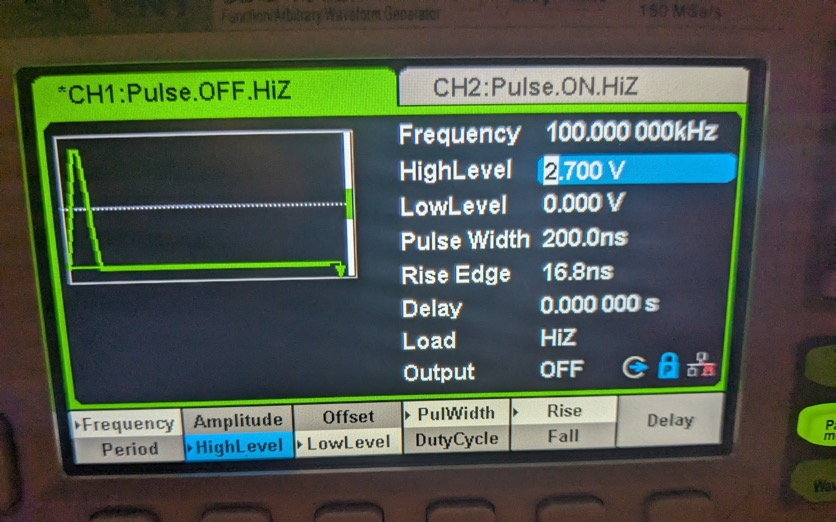 Function/Arbitrary Waveform Generator
*CH1:Pulse.OFF.HiZ
CH2:Pulse.ON.HiZ
Frequency 100.000 000kHz
HighLevel 2.700 V
LowLevel 0.000 V
Pulse Width 200.0ns
Rise Edge 16.8ns
Delay 0.000 000 s
Load HiZ
Output OFF
P
Frequency
Period
Amplitude
HighLevel
Offset
LowLevel
PulWidth
DutyCycle
Rise
Fall
Delay